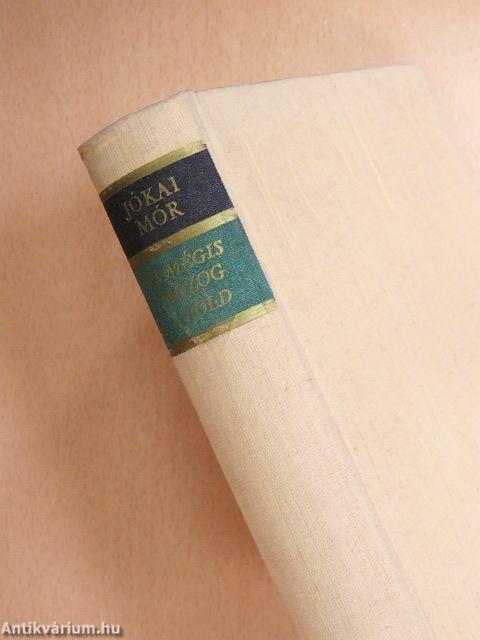 JÓKAI
MÓR
A MÉGIS
MOZOG
A FÖLD
Antikvárium.hu